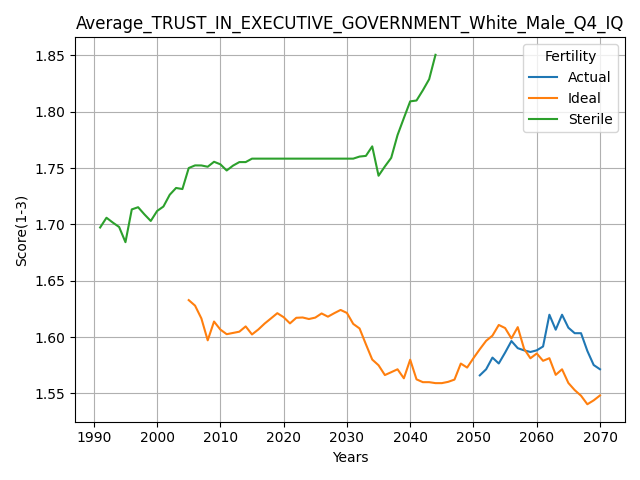 Average_TRUST_IN_EXECUTIVE_GOVERNMENT_White_Male_Q4_IQ
Fertility
Actual
Ideal
Sterile
Score(1-3)
1.85
1.80
1.75
1.70
1.65
1.60
1.55
1990 2000 2010 2020 2030 2040 2050 2060 2070
Years